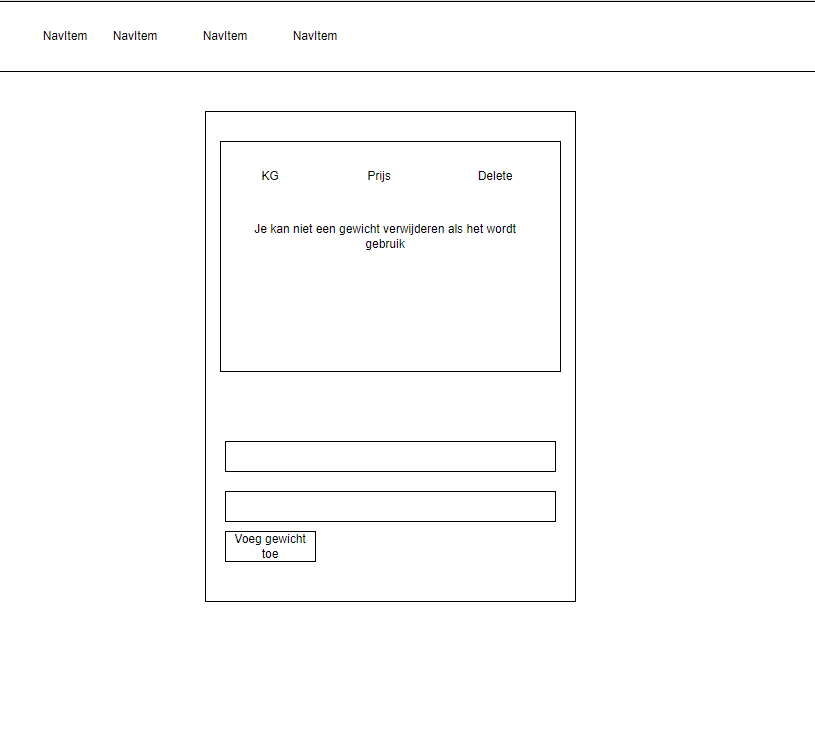 NavItem NavItem NavItem NavItem
KG Prijs Delete
Je kan niet een gewicht verwijderen als het wordt
gebruik
Voeg gewicht
toe